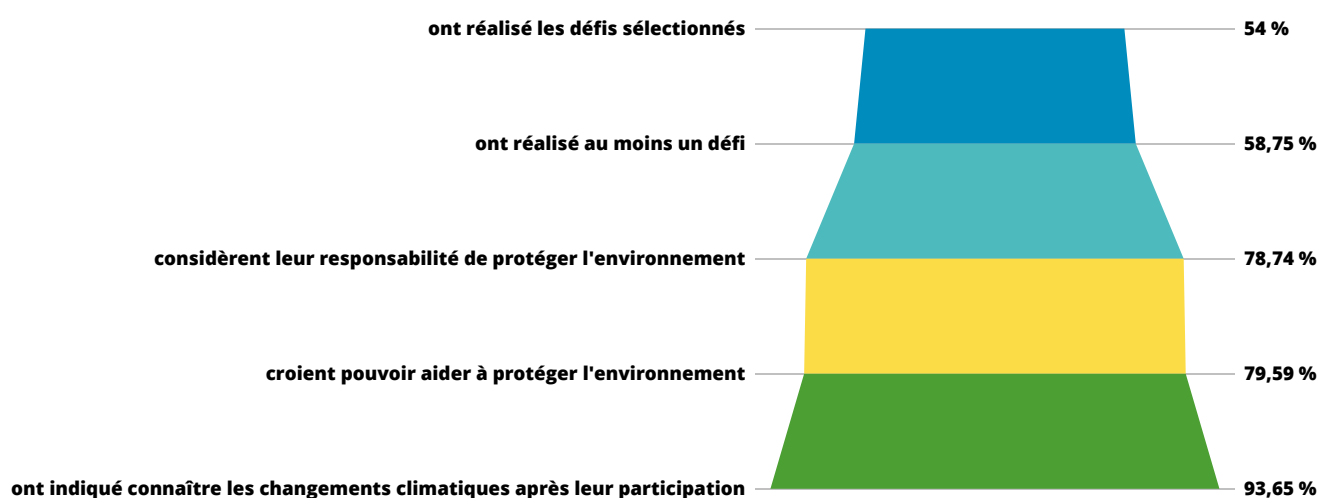 ont réalisé les défis sélectionnés 54 %
ont réalisé au moins un défi 58,75 %
considèrent leur responsabilité de protéger l'environnement 78,74 %
croient pouvoir aider à protéger l'environnement 79,59 %
ont indiqué connaître les changements climatiques après leur participation 93,65 %